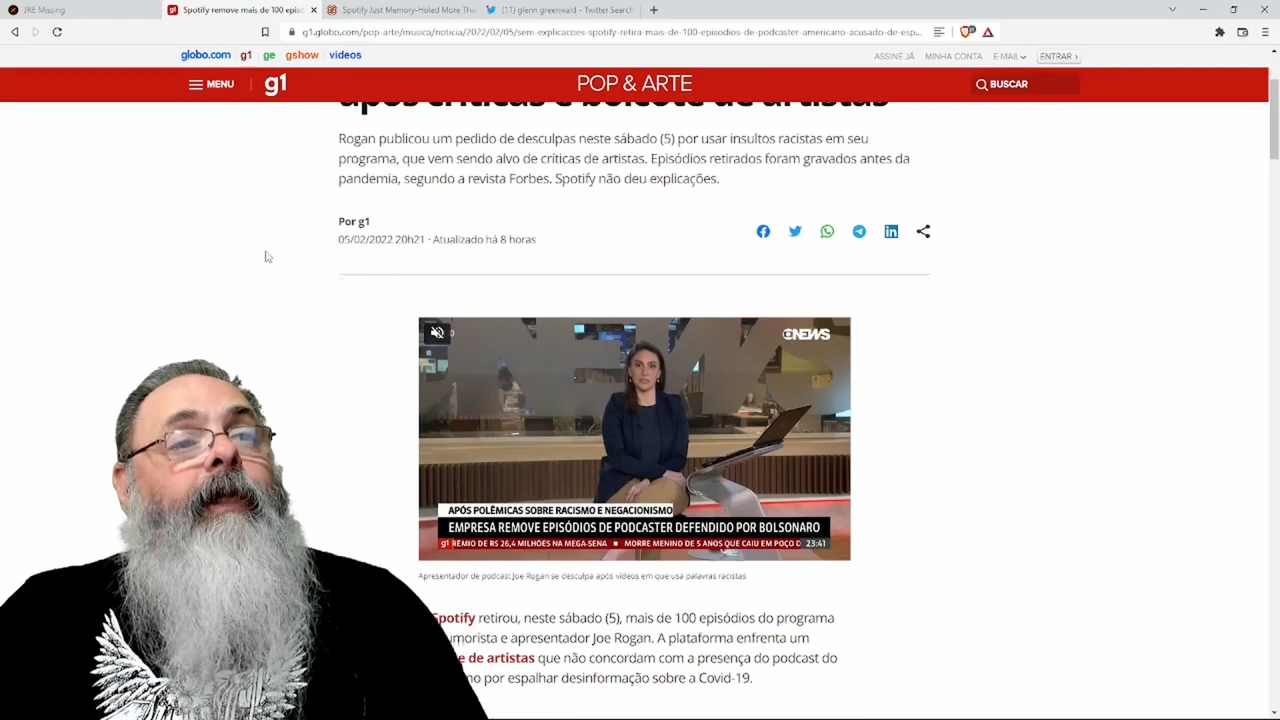 JRE Missing
Spotify remove mais de 100 episó
Spotify Just Memory-Holed More Tha
(11) glenn greenwald - Twitter Search
g1.globo.com/pop-arte/musica/noticia/2022/02/05/sem-explicacoes-spotify-retira-mais-de-100-episodios-de-podcaster-americano-acusado-de-esp...
globo.com g1 ge gshow videos
ASSINE JÁ MINHA CONTA E-MAIL ENTRAR ›
MENU g1 POP & ARTE BUSCAR
após críticas e boicote de artistas
Rogan publicou um pedido de desculpas neste sábado (5) por usar insultos racistas em seu
programa, que vem sendo alvo de críticas de artistas. Episódios retirados foram gravados antes da
pandemia, segundo a revista Forbes. Spotify não deu explicações.
Por g1
05/02/2022 20h21 · Atualizado há 8 horas
NEWS
APÓS POLÊMICAS SOBRE RACISMO E NEGACIONISMO
EMPRESA REMOVE EPISÓDIOS DE PODCASTER DEFENDIDO POR BOLSONARO
g1 RÊMIO DE R$ 26,4 MILHÕES NA MEGA-SENA ■ MORRE MENINO DE 5 ANOS QUE CAIU EM POÇO D 23:41
Apresentador de podcast Joe Rogan se desculpa após vídeos em que usa palavras racistas
Spotify retirou, neste sábado (5), mais de 100 episódios do programa
umorista e apresentador Joe Rogan. A plataforma enfrenta um
e de artistas que não concordam com a presença do podcast do
no por espalhar desinformação sobre a Covid-19.